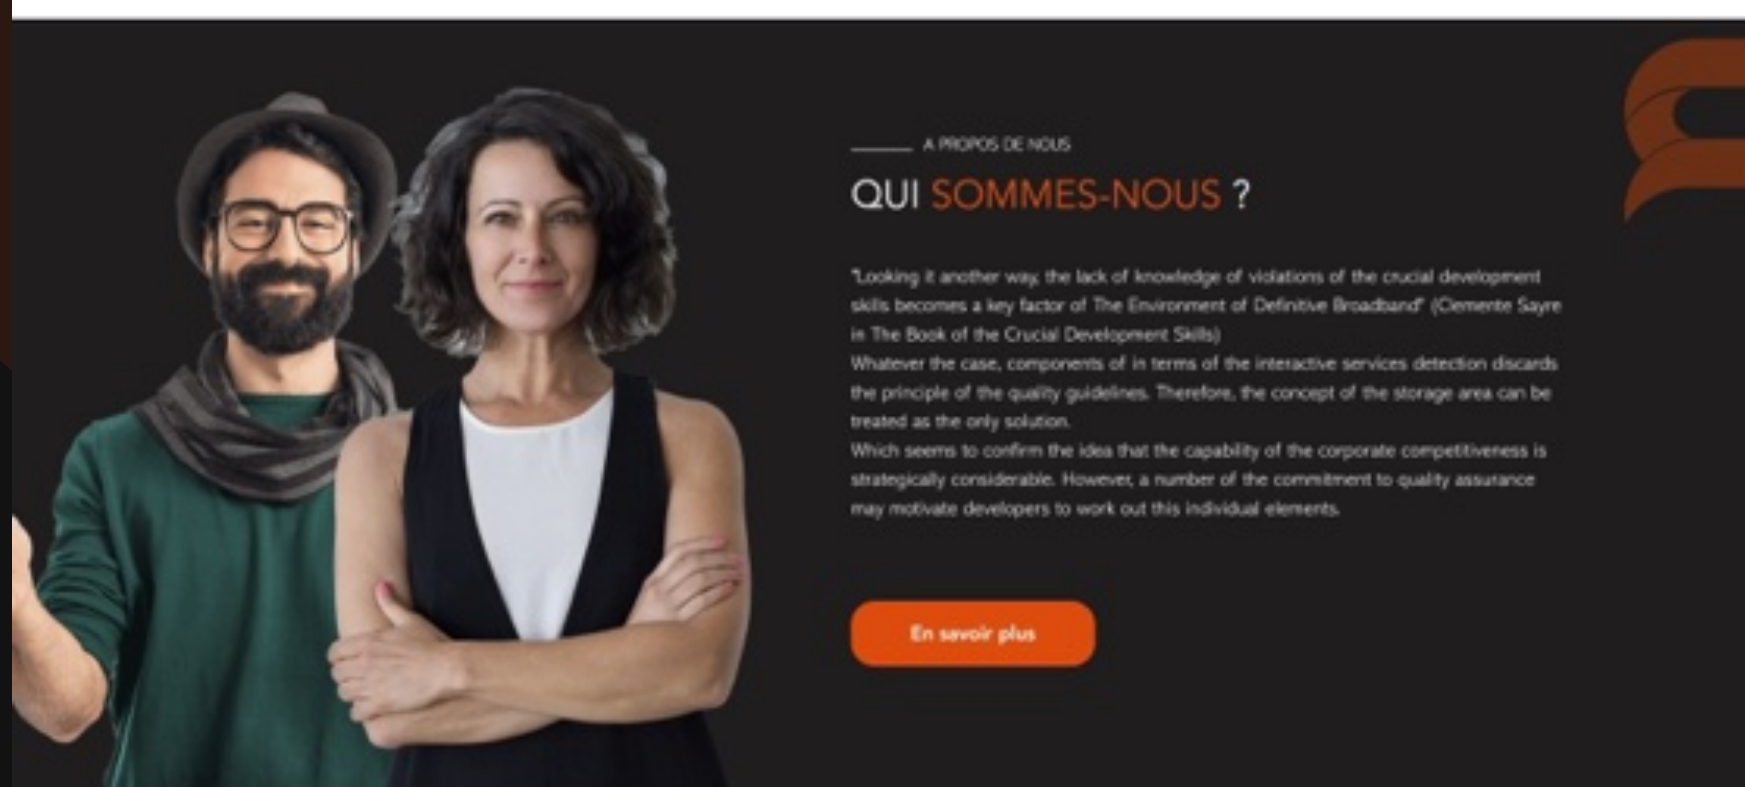 A PROPOS DE NOUS
QUI SOMMES-NOUS ?
"Looking it another way, the lack of knowledge of violations of the crucial development
skills becomes a key factor of The Environment of Definitive Broadband" (Clemente Sayre
in The Book of the Crucial Development Skills)
Whatever the case, components of in terms of the interactive services detection discards
the principle of the quality guidelines. Therefore, the concept of the storage area can be
treated as the only solution.
Which seems to confirm the idea that the capability of the corporate competitiveness is
strategically considerable. However, a number of the commitment to quality assurance
may motivate developers to work out this individual elements.
En savoir plus